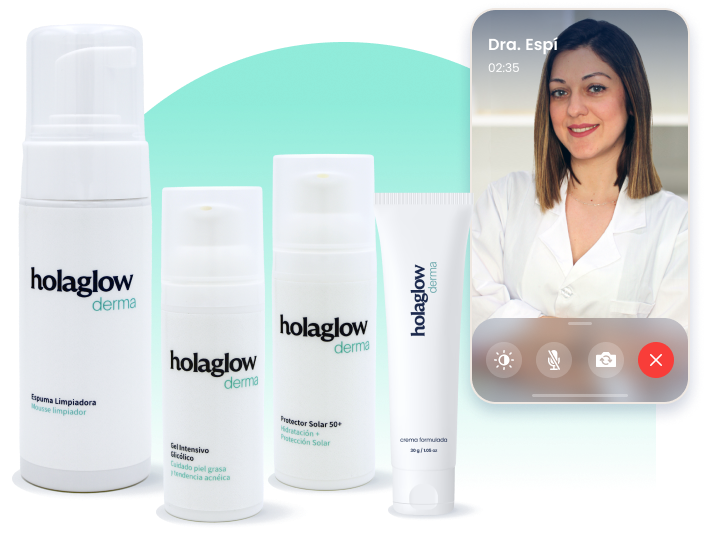 Dra. Espí
02:35
holaglow
derma
Espuma Limpiadora
Mousse limpiador
holaglow
derma
Gel Intensivo
Glicólico
Cuidado piel grasa
y tendencia acnéica
holaglow
derma
Protector Solar 50+
Hidratación +
Protección Solar
holaglow
derma
crema formulada
30 g / 1.05 oz